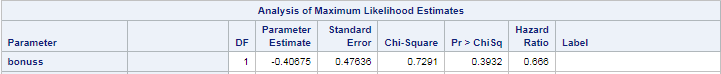 Analysis of Maximum Likelihood Estimates
Parameter DF Parameter Estimate Standard Error Chi-Square Pr > ChiSq Hazard Ratio Label
bonuss 1 -0.40675 0.47636 0.7291 0.3932 0.666